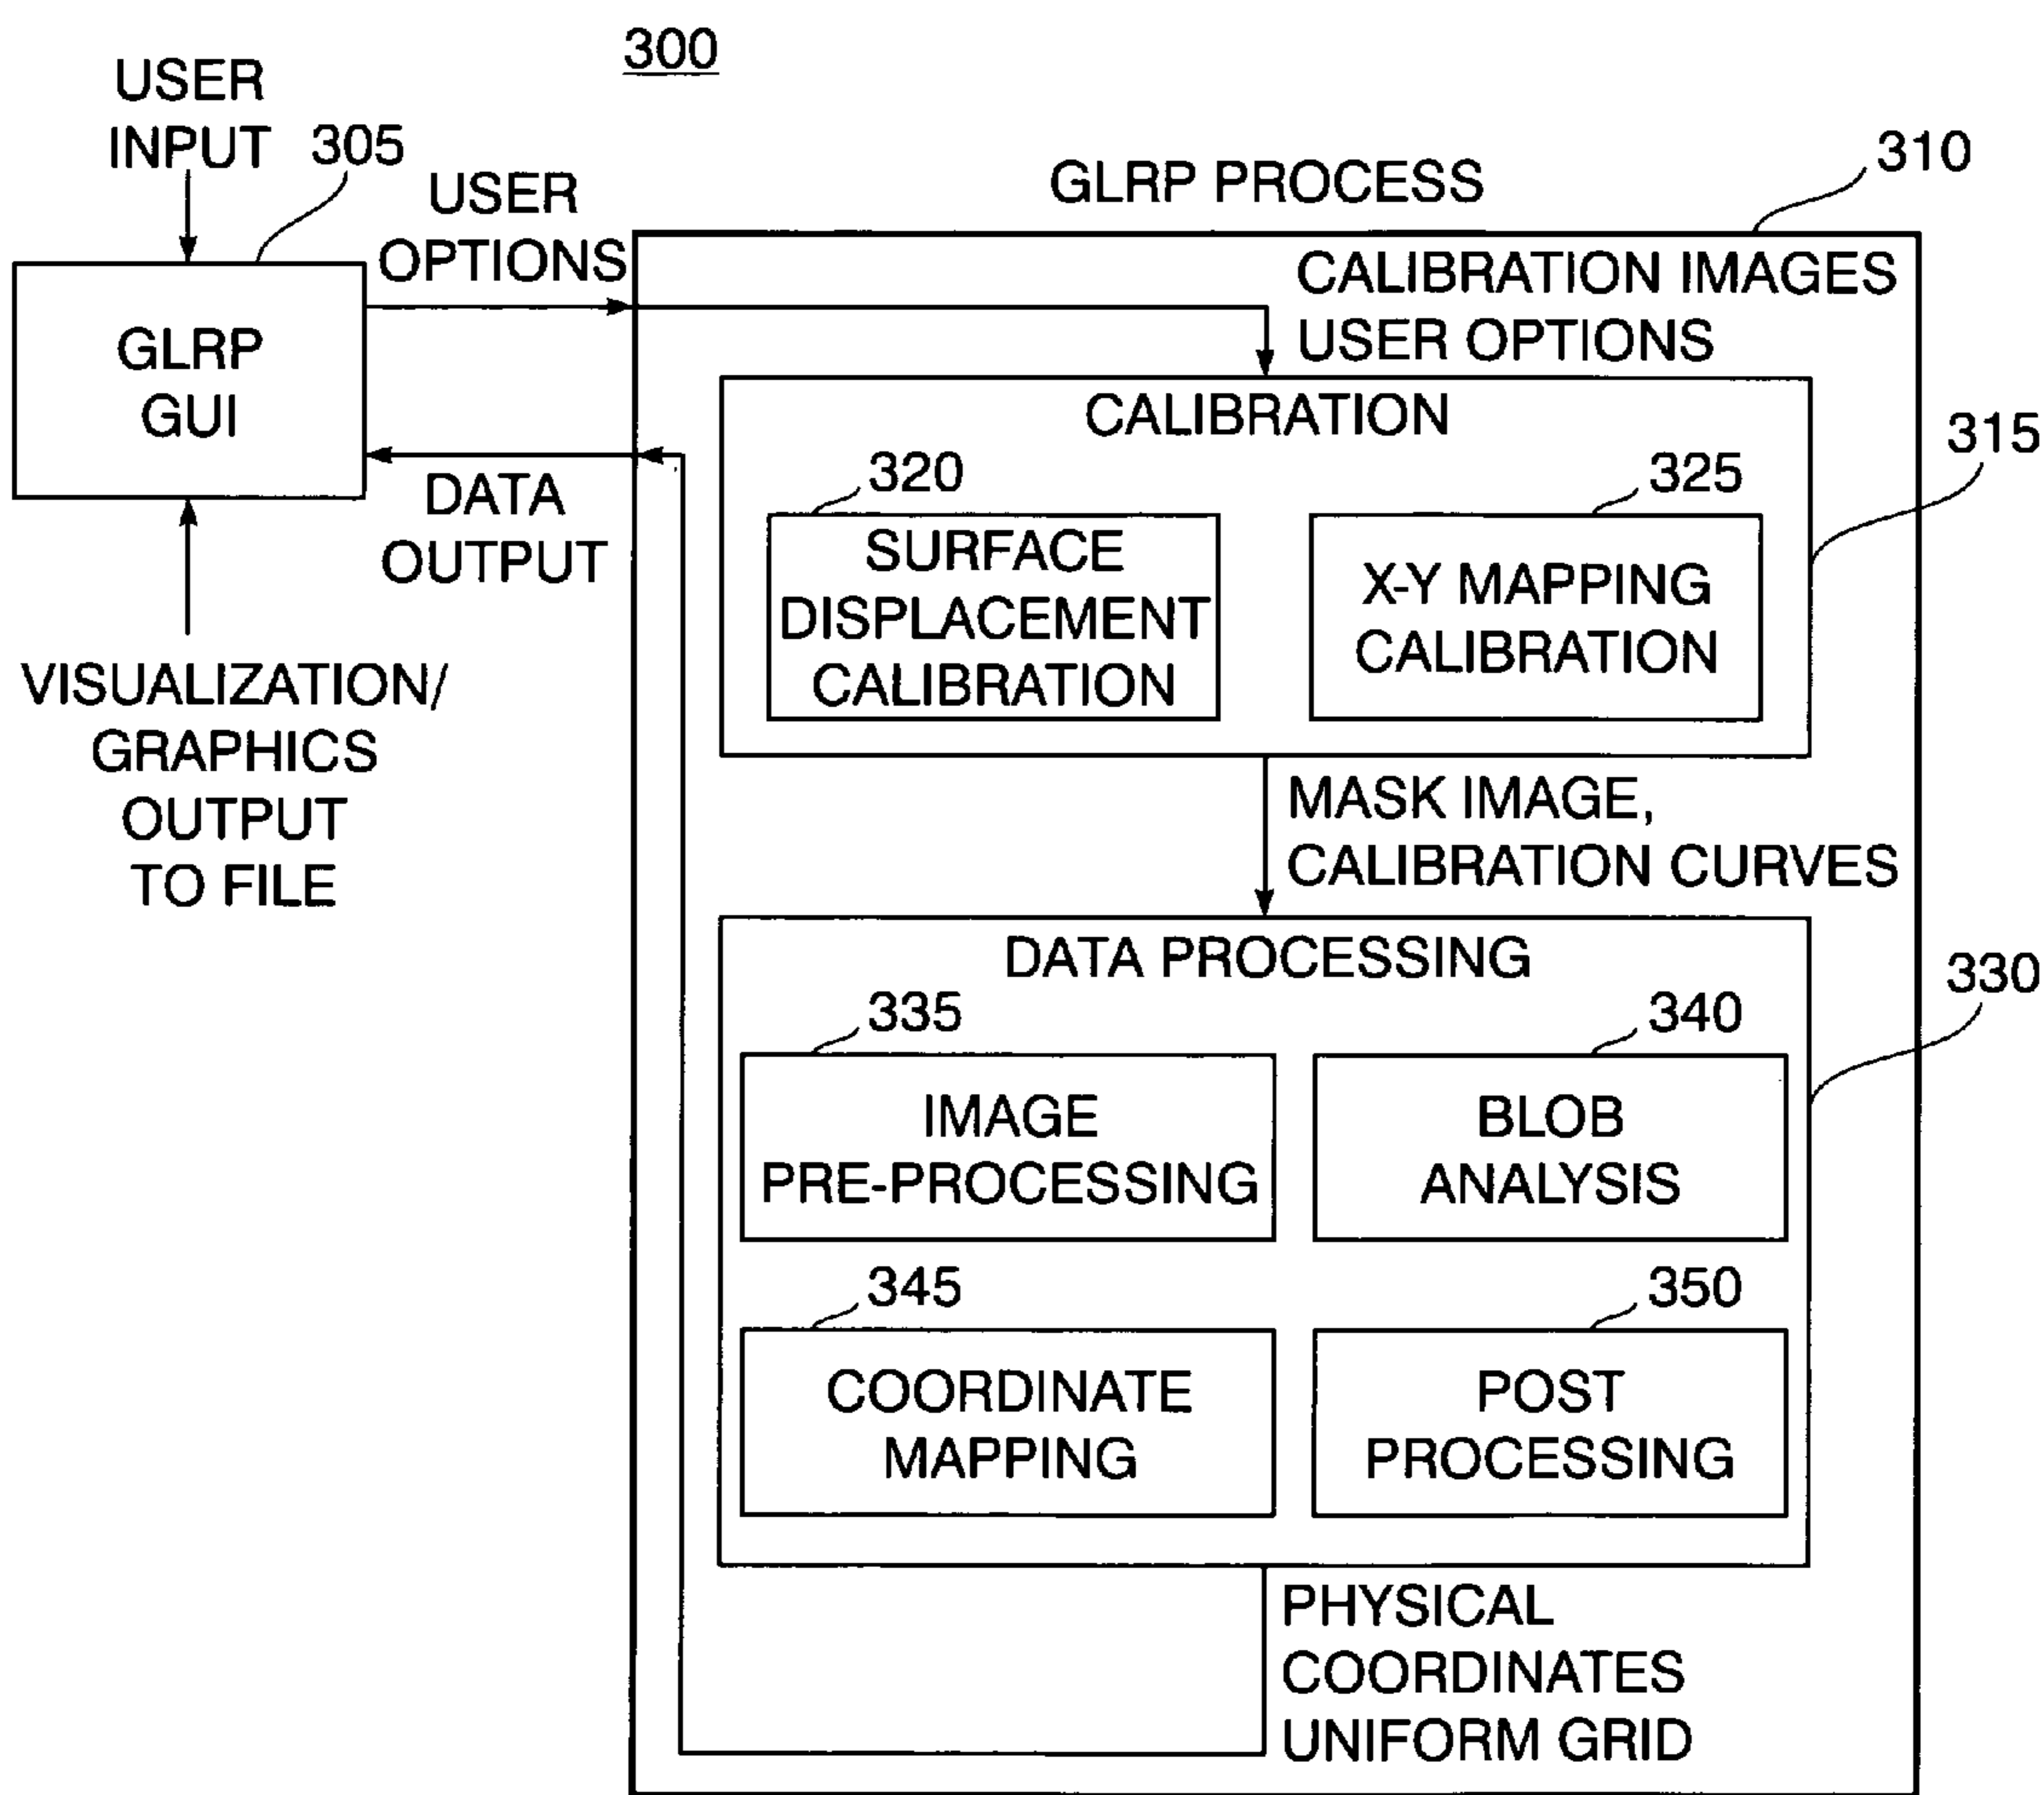 300
USER
INPUT
305
USER
OPTIONS
GLRP PROCESS
310
GLRP
GUI
DATA
OUTPUT
VISUALIZATION/
GRAPHICS
OUTPUT
TO FILE
CALIBRATION IMAGES
USER OPTIONS
CALIBRATION
315
320
SURFACE
DISPLACEMENT
CALIBRATION
325
X-Y MAPPING
CALIBRATION
MASK IMAGE,
CALIBRATION CURVES
DATA PROCESSING
330
335
IMAGE
PRE-PROCESSING
340
BLOB
ANALYSIS
345
COORDINATE
MAPPING
350
POST
PROCESSING
PHYSICAL
COORDINATES
UNIFORM GRID